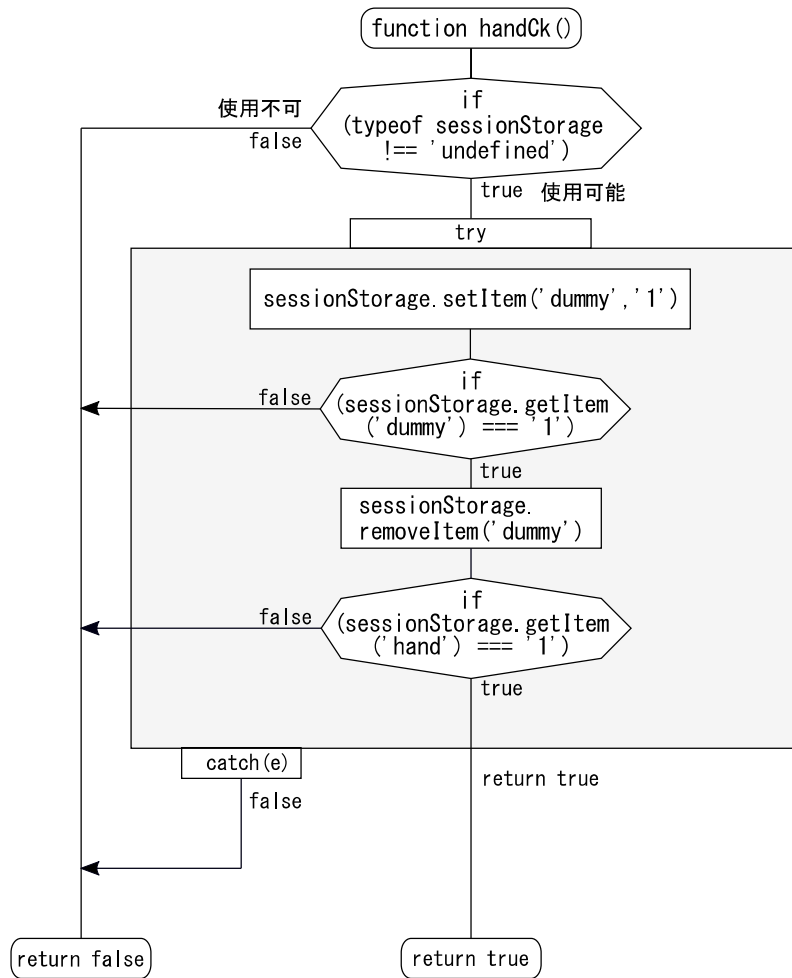 function handCk()
if
(typeof sessionStorage
!== 'undefined')
使用不可
false
true 使用可能
try
sessionStorage.setItem('dummy','1')
if
(sessionStorage.getItem
('dummy') === '1')
false
true
sessionStorage.
removeItem('dummy')
if
(sessionStorage.getItem
('hand') === '1')
false
true
catch(e)
false
return true
return false
return true